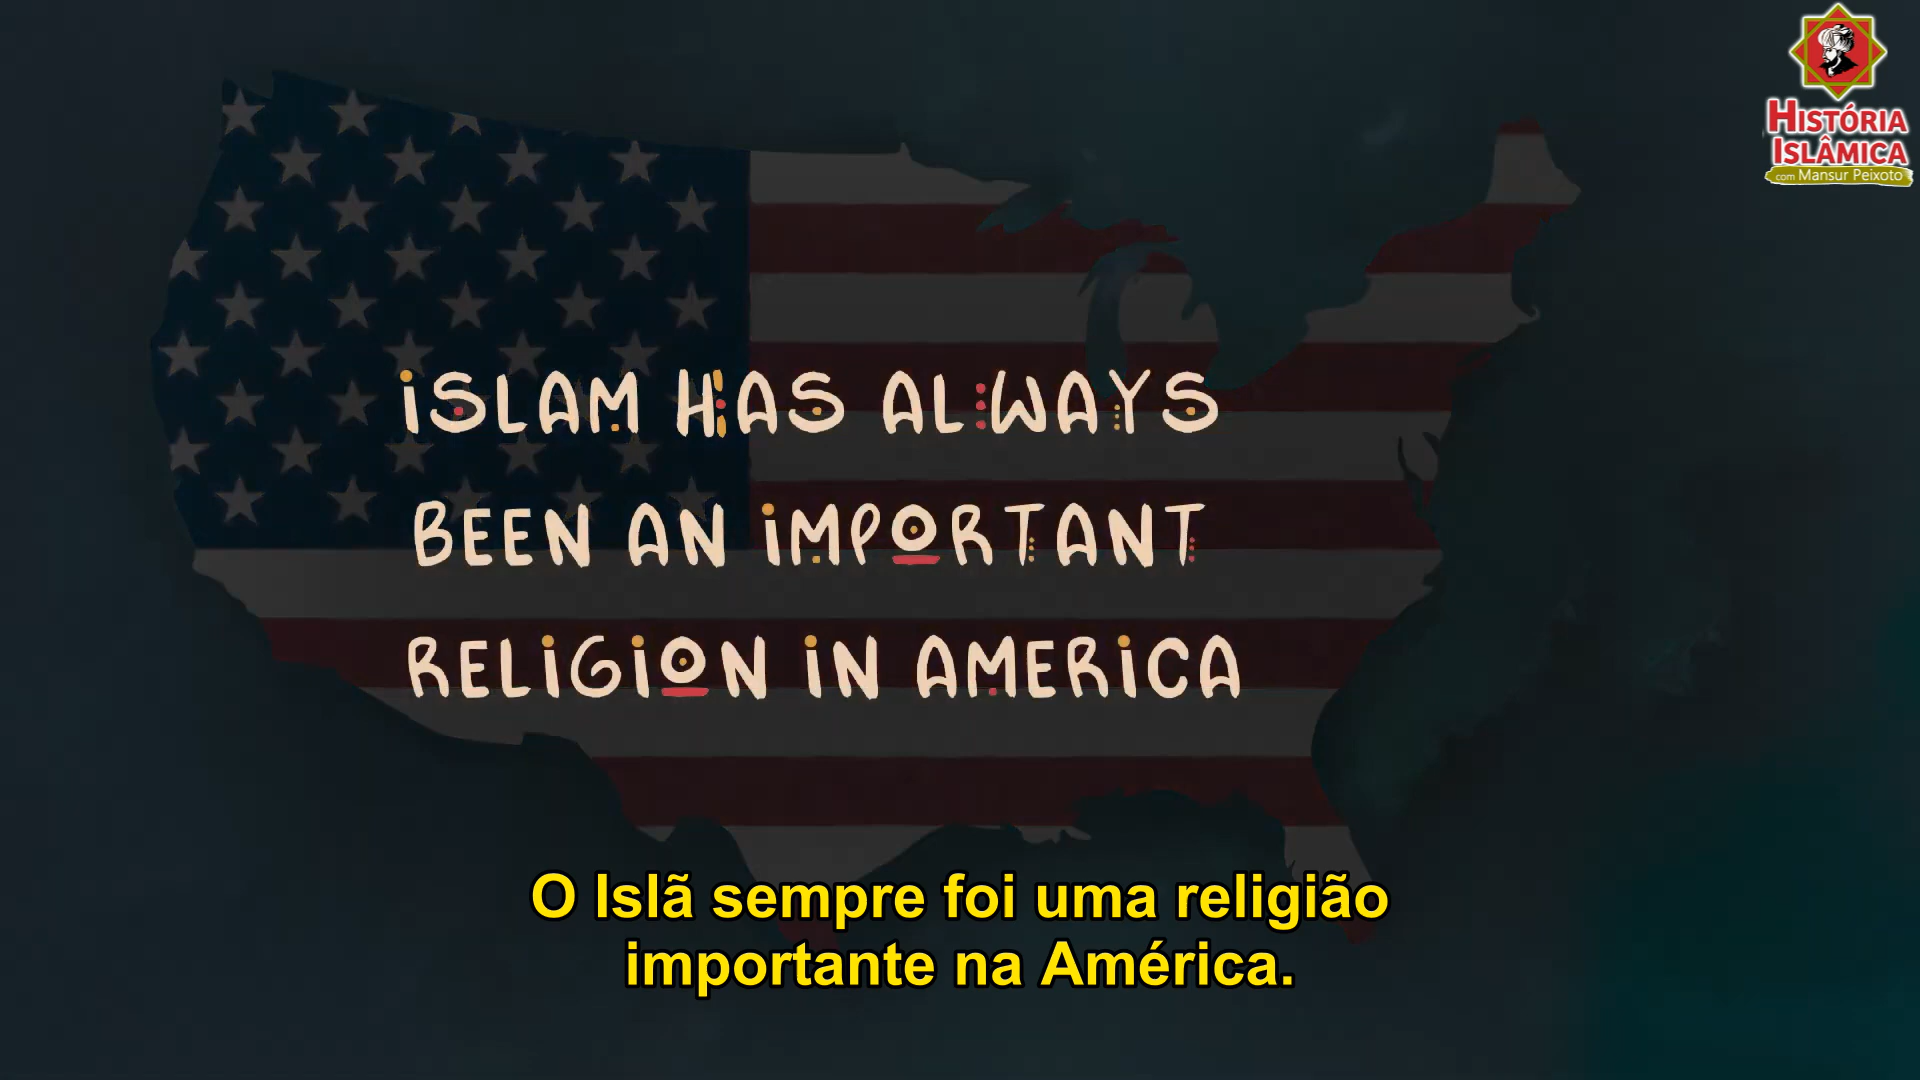 HISTÓRIA
ISLÂMICA
com Mansur Peixoto
iSLAM HAS ALWAYS
BEEN AN iMPORTANT
RELiGiON iN AMERiCA
O Islã sempre foi uma religião
importante na América.